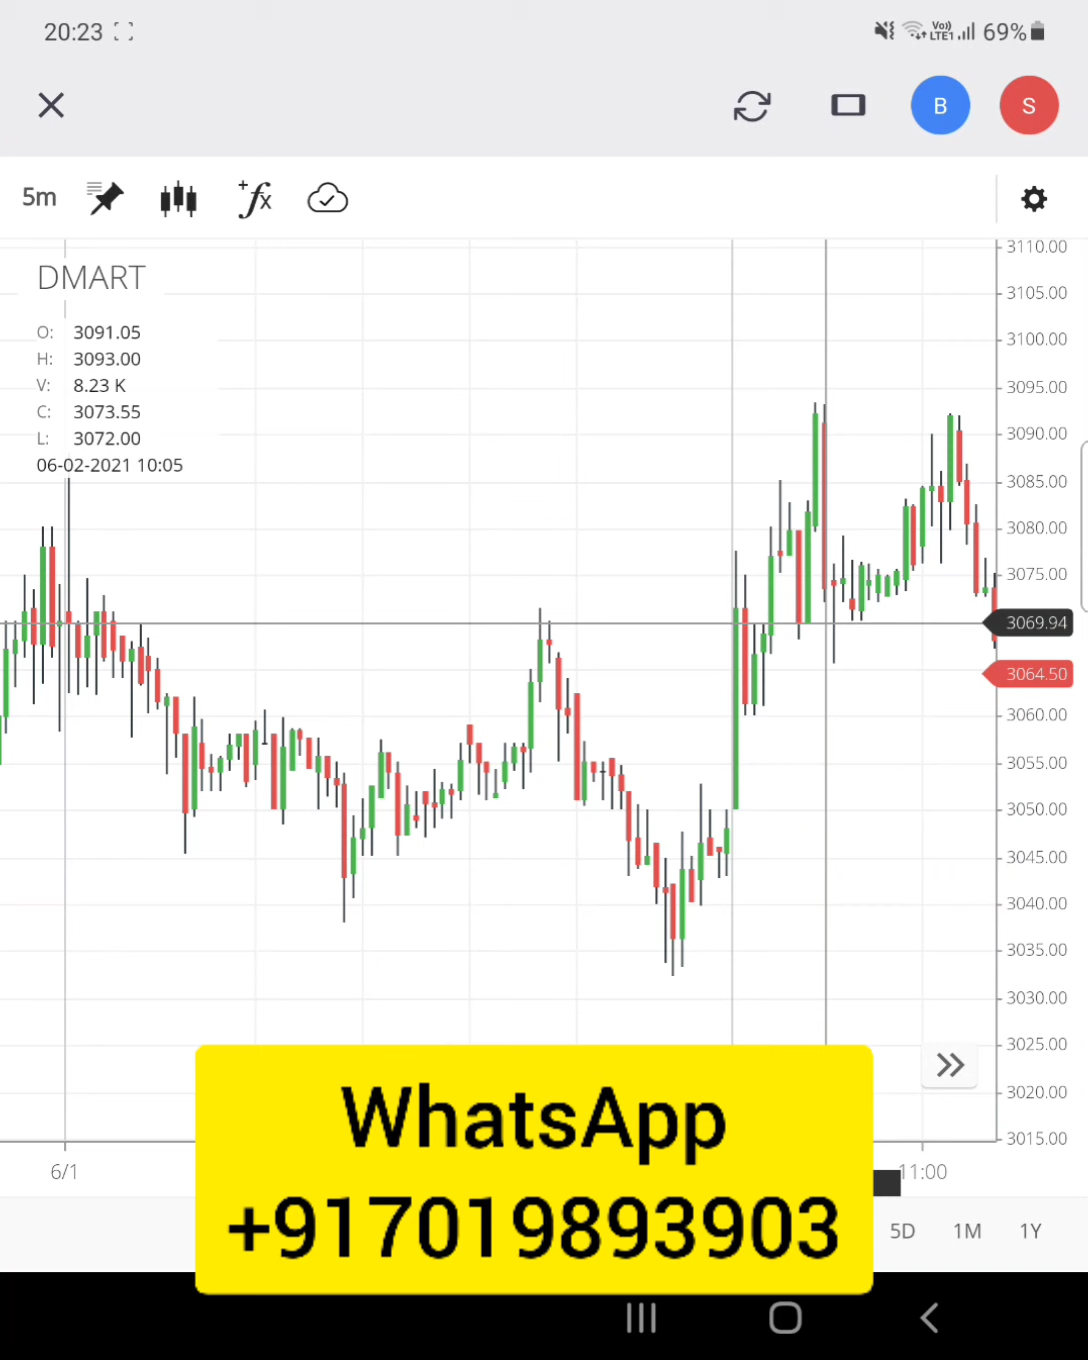 20:23
Vo)) LTE1 69%
B S
5m fx
DMART
O: 3091.05
H: 3093.00
V: 8.23 K
C: 3073.55
L: 3072.00
06-02-2021 10:05
3110.00
3105.00
3100.00
3095.00
3090.00
3085.00
3080.00
3075.00
3069.94
3064.50
3060.00
3055.00
3050.00
3045.00
3040.00
3035.00
3030.00
3025.00
3020.00
3015.00
6/1 11:00
5D 1M 1Y
WhatsApp
+917019893903